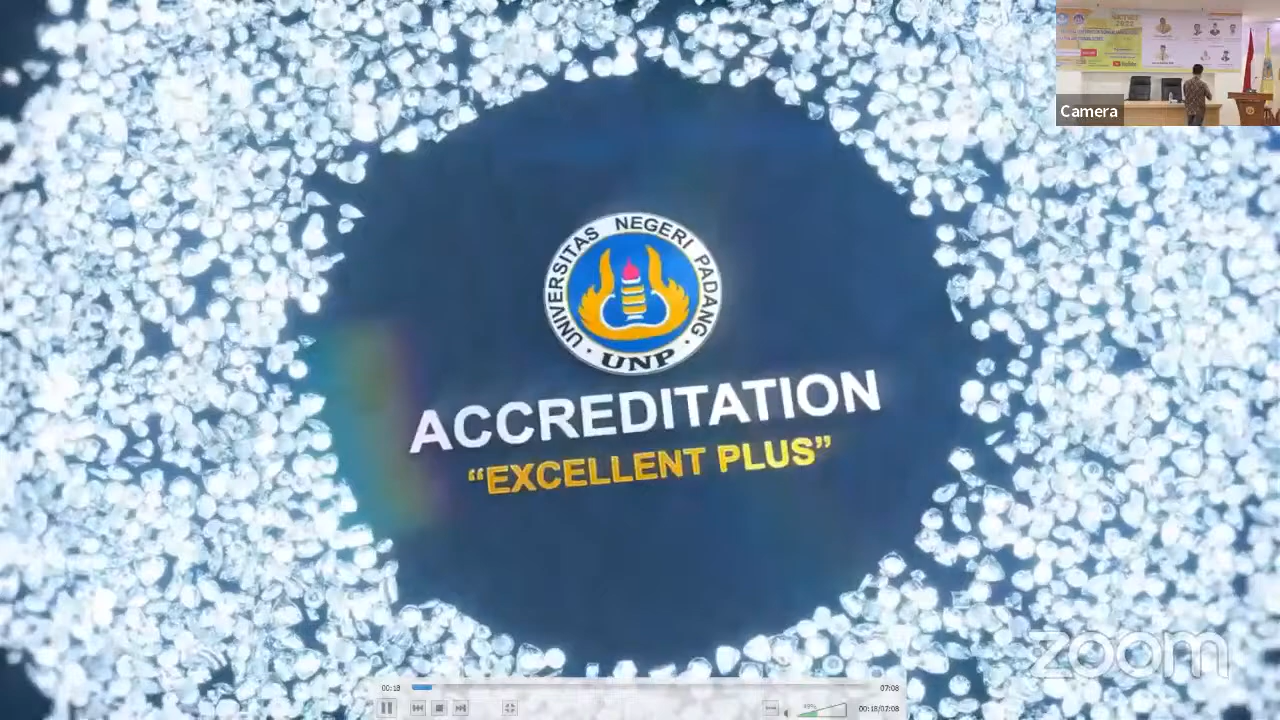 Camera
UNIVERSITAS NEGERI PADANG
UNP
ACCREDITATION
“EXCELLENT PLUS”
zoom
00:18
07:08
00:18/07:08